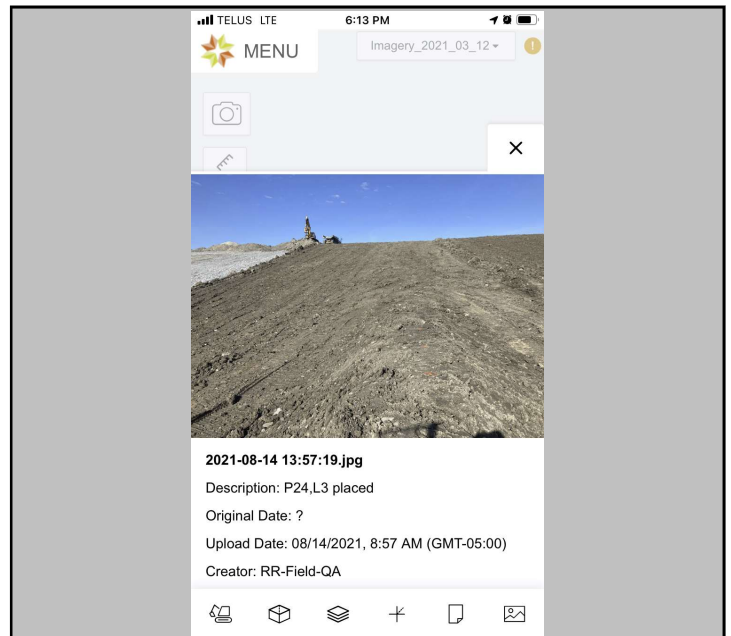 TELUS LTE 6:13 PM
MENU
Imagery_2021_03_12
!
2021-08-14 13:57:19.jpg
Description: P24,L3 placed
Original Date: ?
Upload Date: 08/14/2021, 8:57 AM (GMT-05:00)
Creator: RR-Field-QA